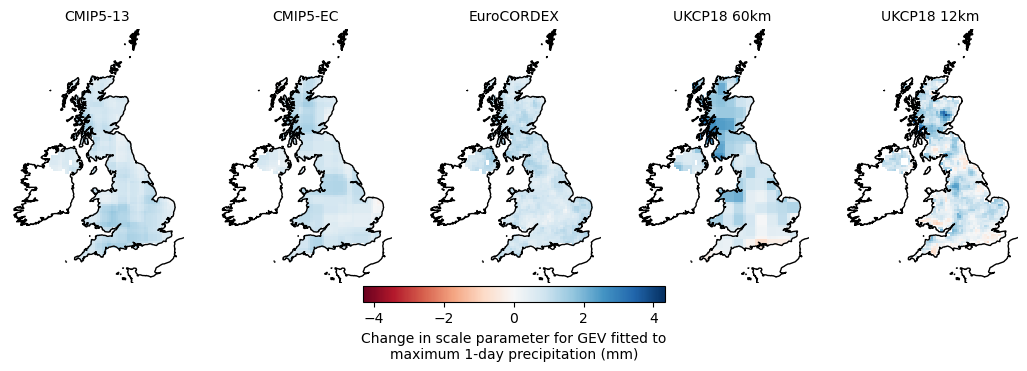 CMIP5-13 CMIP5-EC EuroCORDEX UKCP18 60km UKCP18 12km
−4 −2 0 2 4
Change in scale parameter for GEV fitted to
maximum 1-day precipitation (mm)